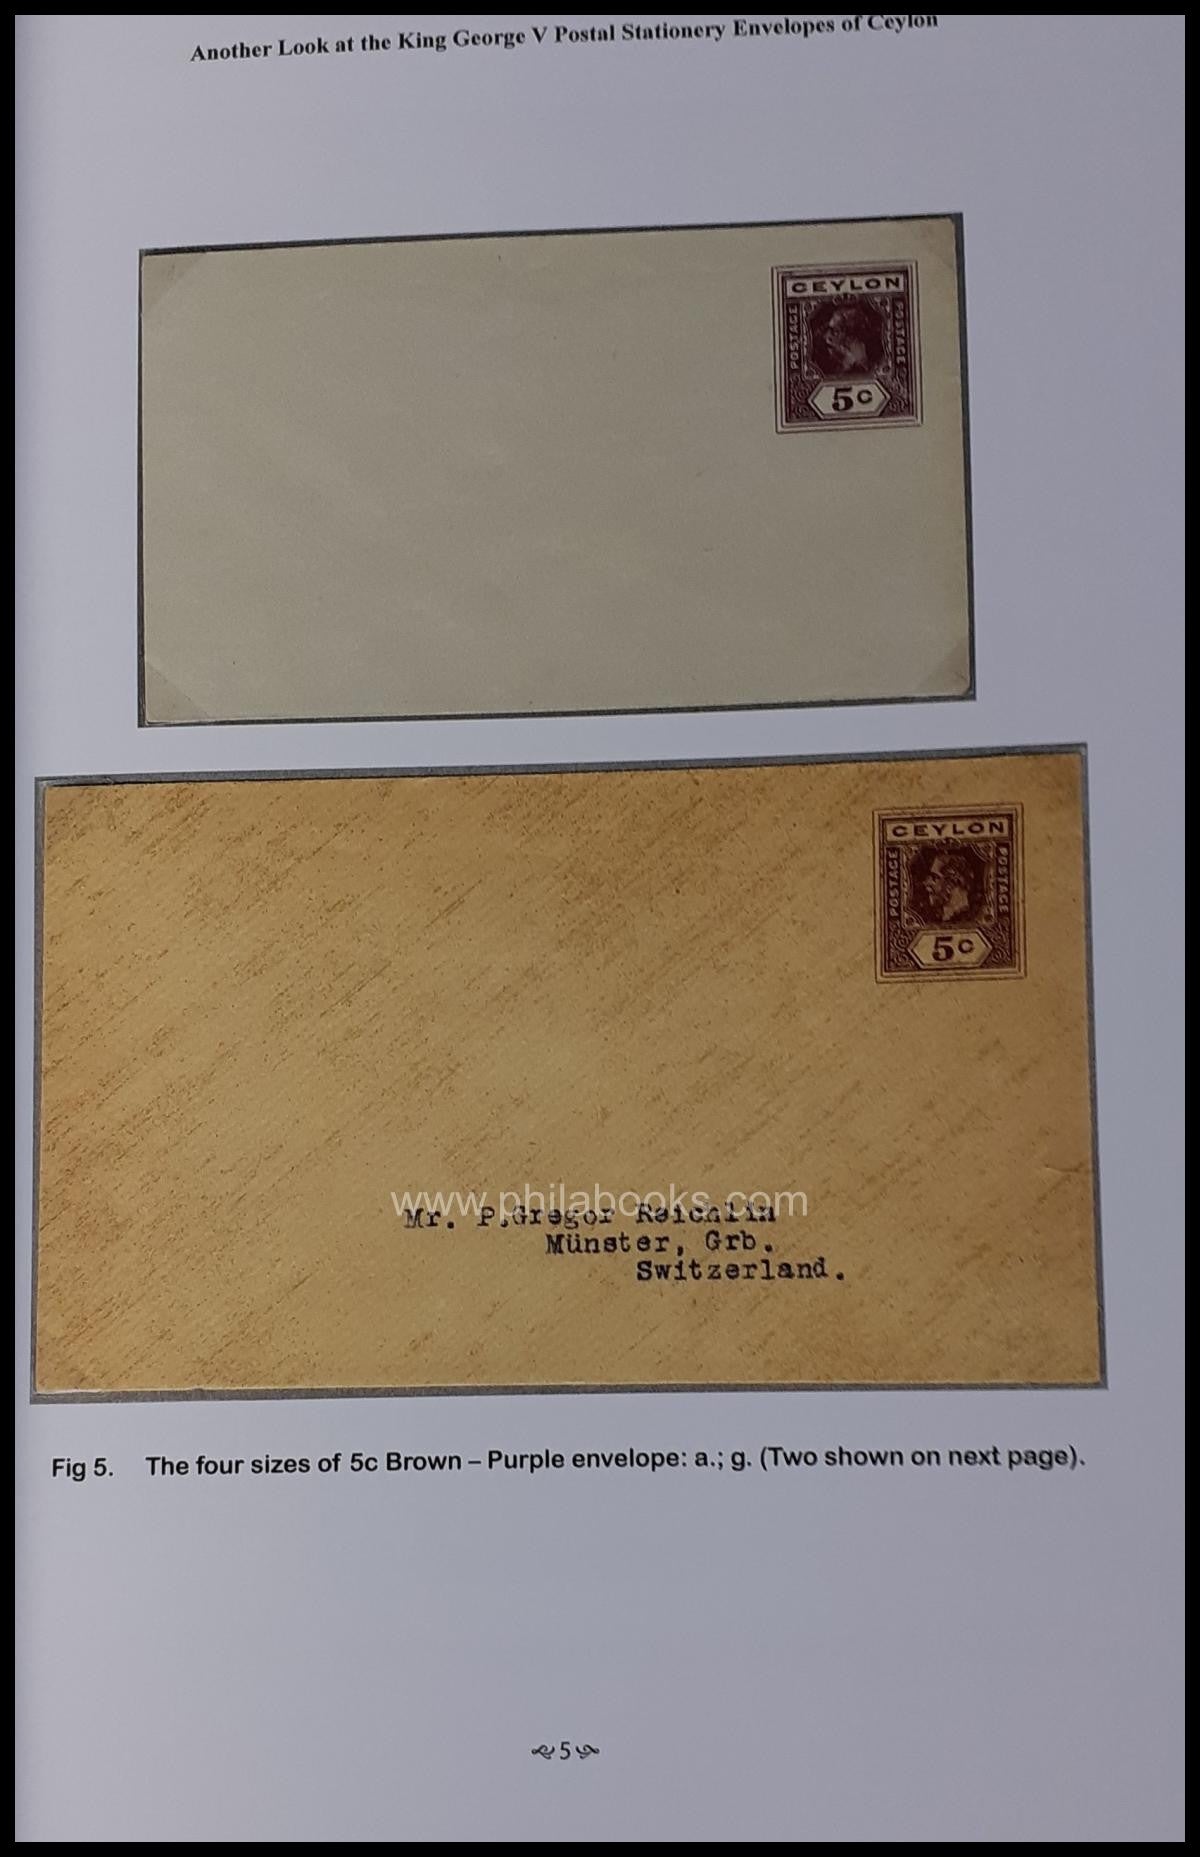 Another Look at the King George V Postal Stationery Envelopes of Ceylon
CEYLON
POSTAGE
POSTAGE
5c
CEYLON
POSTAGE
POSTAGE
5c
www.philabooks.com
Mr. P.Gregor Reichlin
Münster, Grb.
Switzerland.
Fig 5. The four sizes of 5c Brown – Purple envelope: a.; g. (Two shown on next page).
5